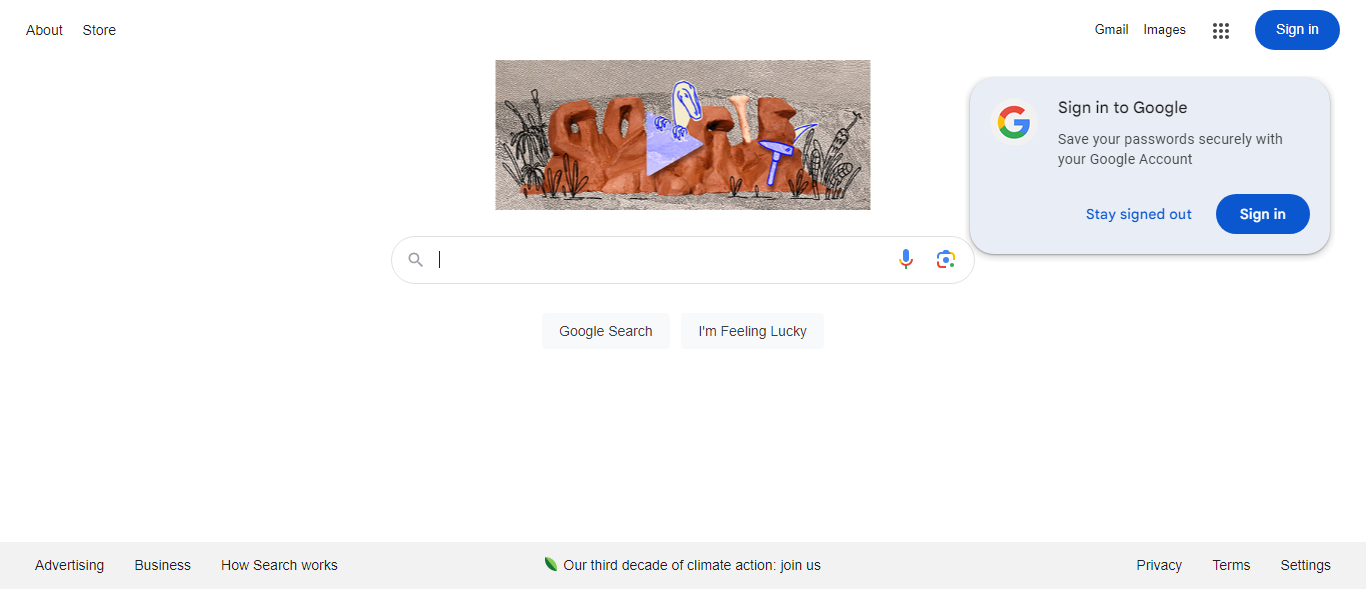 About Store
Gmail Images
Sign in
GOOGLE
Sign in to Google
Save your passwords securely with
your Google Account
Stay signed out
Sign in
Google Search
I'm Feeling Lucky
Advertising Business How Search works
Our third decade of climate action: join us
Privacy Terms Settings